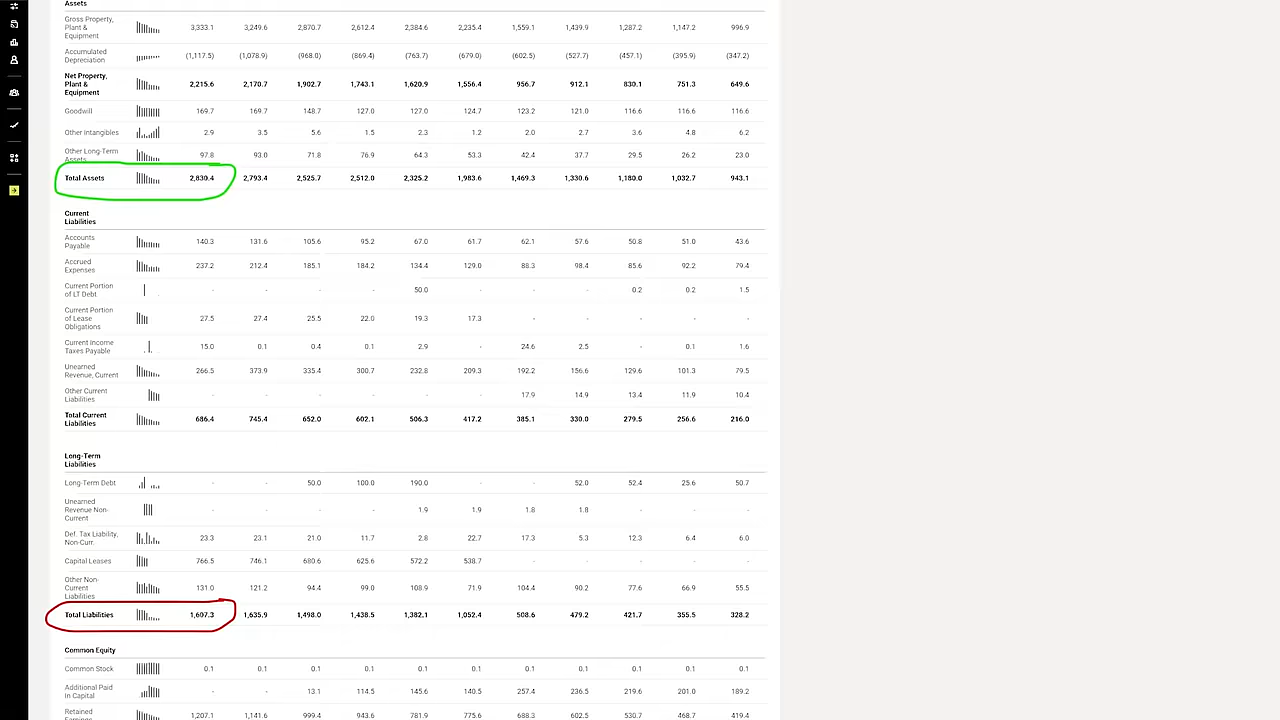 Assets
Gross Property,
Plant &
Equipment 3,333.1 3,249.6 2,870.7 2,612.4 2,384.6 2,235.4 1,559.1 1,439.9 1,287.2 1,147.2 996.9
Accumulated
Depreciation (1,117.5) (1,078.9) (968.0) (869.4) (763.7) (679.0) (602.5) (527.7) (457.1) (395.9) (347.2)
Net Property,
Plant &
Equipment 2,215.6 2,170.7 1,902.7 1,743.1 1,620.9 1,556.4 956.7 912.1 830.1 751.3 649.6
Goodwill 169.7 169.7 148.7 127.0 127.0 124.7 123.2 121.0 116.6 116.6 116.6
Other Intangibles 2.9 3.5 5.6 1.5 2.3 1.2 2.0 2.7 3.6 4.8 6.2
Other Long-Term
Assets 97.8 93.0 71.8 76.9 64.3 53.3 42.4 37.7 29.5 26.2 23.0
Total Assets 2,830.4 2,793.4 2,525.7 2,512.0 2,325.2 1,983.6 1,469.3 1,330.6 1,180.0 1,032.7 943.1
Current
Liabilities
Accounts
Payable 140.3 131.6 105.6 95.2 67.0 61.7 62.1 57.6 50.8 51.0 43.6
Accrued
Expenses 237.2 212.4 185.1 184.2 134.4 129.0 88.3 98.4 85.6 92.2 79.4
Current Portion
of LT Debt - - - - 50.0 - - - 0.2 0.2 1.5
Current Portion
of Lease
Obligations 27.5 27.4 25.5 22.0 19.3 17.3 - - - - -
Current Income
Taxes Payable 15.0 0.1 0.4 0.1 2.9 - 24.6 2.5 - 0.1 1.6
Unearned
Revenue, Current 266.5 373.9 335.4 300.7 232.8 209.3 192.2 156.6 129.6 101.3 79.5
Other Current
Liabilities - - - - - - 17.9 14.9 13.4 11.9 10.4
Total Current
Liabilities 686.4 745.4 652.0 602.1 506.3 417.2 385.1 330.0 279.5 256.6 216.0
Long-Term
Liabilities
Long-Term Debt - - 50.0 100.0 190.0 - - 52.0 52.4 25.6 50.7
Unearned
Revenue Non-
Current - - - - 1.9 1.9 1.8 1.8 - - -
Def. Tax Liability,
Non-Curr. 23.3 23.1 21.0 11.7 2.8 22.7 17.3 5.3 12.3 6.4 6.0
Capital Leases 766.5 746.1 680.6 625.6 572.2 538.7 - - - - -
Other Non-
Current
Liabilities 131.0 121.2 94.4 99.0 108.9 71.9 104.4 90.2 77.6 66.9 55.5
Total Liabilities 1,607.3 1,635.9 1,498.0 1,438.5 1,382.1 1,052.4 508.6 479.2 421.7 355.5 328.2
Common Equity
Common Stock 0.1 0.1 0.1 0.1 0.1 0.1 0.1 0.1 0.1 0.1 0.1
Additional Paid
In Capital - - 13.1 114.5 145.6 140.5 257.4 236.5 219.6 201.0 189.2
Retained
Earnings 1,207.1 1,141.6 999.4 943.6 781.9 775.6 688.3 602.5 530.7 468.7 419.4